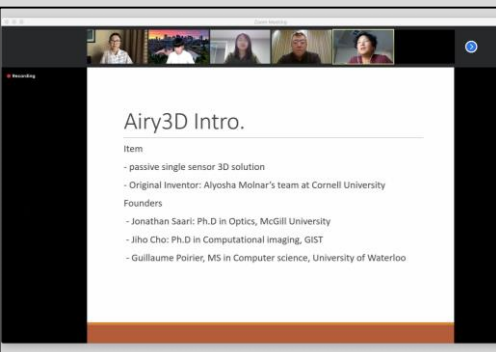 Zoom Meeting
Recording
Airy3D Intro.
Item
- passive single sensor 3D solution
- Original Inventor: Alyosha Molnar's team at Cornell University
Founders
- Jonathan Saari: Ph.D in Optics, McGill University
- Jiho Cho: Ph.D in Computational imaging, GIST
- Guillaume Poirier, MS in Computer science, University of Waterloo